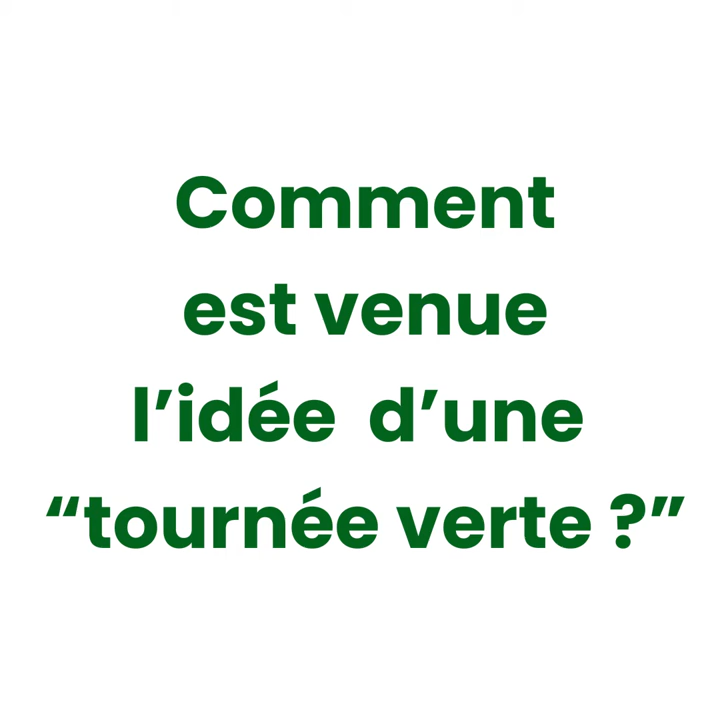 Comment
est venue
l’idée d’une
“tournée verte ?”